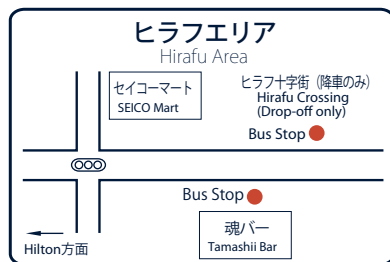 ヒラフエリア
Hirafu Area
セイコーマート
SEICO Mart
ヒラフ十字街（降車のみ）
Hirafu Crossing
(Drop-off only)
Bus Stop
Bus Stop
魂バー
Tamashii Bar
Hilton方面